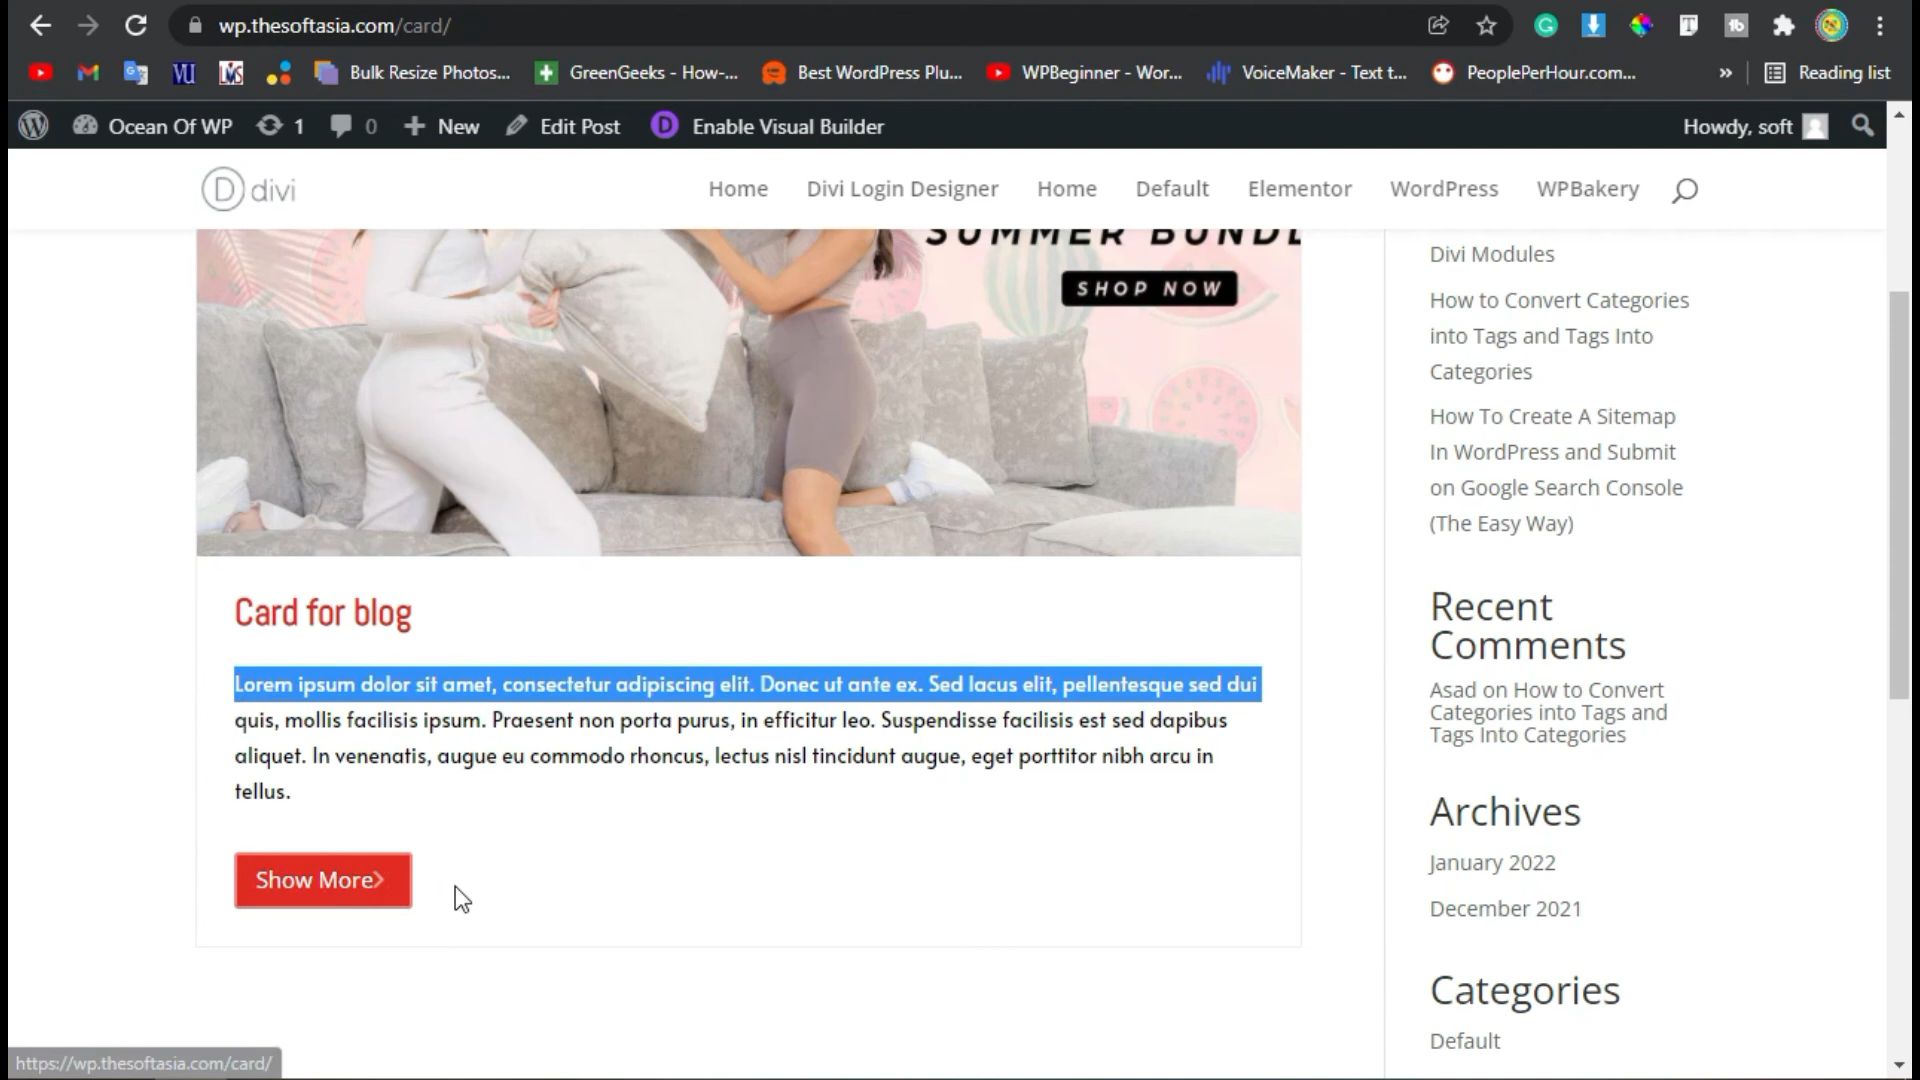 wp.thesoftasia.com/card/
VU
Bulk Resize Photos...
GreenGeeks - How-...
Best WordPress Plu...
WPBeginner - Wor...
VoiceMaker - Text t...
PeoplePerHour.com...
»
Reading list
Ocean Of WP
1
0
New
Edit Post
D
Enable Visual Builder
Howdy, soft
D divi
Home
Divi Login Designer
Home
Default
Elementor
WordPress
WPBakery
SUMMER BUNDL
SHOP NOW
Card for blog
Lorem ipsum dolor sit amet, consectetur adipiscing elit. Donec ut ante ex. Sed lacus elit, pellentesque sed dui
quis, mollis facilisis ipsum. Praesent non porta purus, in efficitur leo. Suspendisse facilisis est sed dapibus
aliquet. In venenatis, augue eu commodo rhoncus, lectus nisl tincidunt augue, eget porttitor nibh arcu in
tellus.
Show More
Divi Modules
How to Convert Categories
into Tags and Tags Into
Categories
How To Create A Sitemap
In WordPress and Submit
on Google Search Console
(The Easy Way)
Recent
Comments
Asad on How to Convert
Categories into Tags and
Tags Into Categories
Archives
January 2022
December 2021
Categories
Default
https://wp.thesoftasia.com/card/